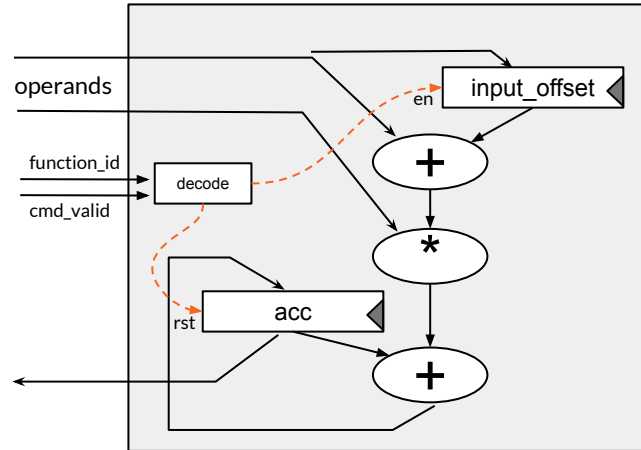 operands
input_offset
en
+
function_id
decode
cmd_valid
*
acc
rst
+